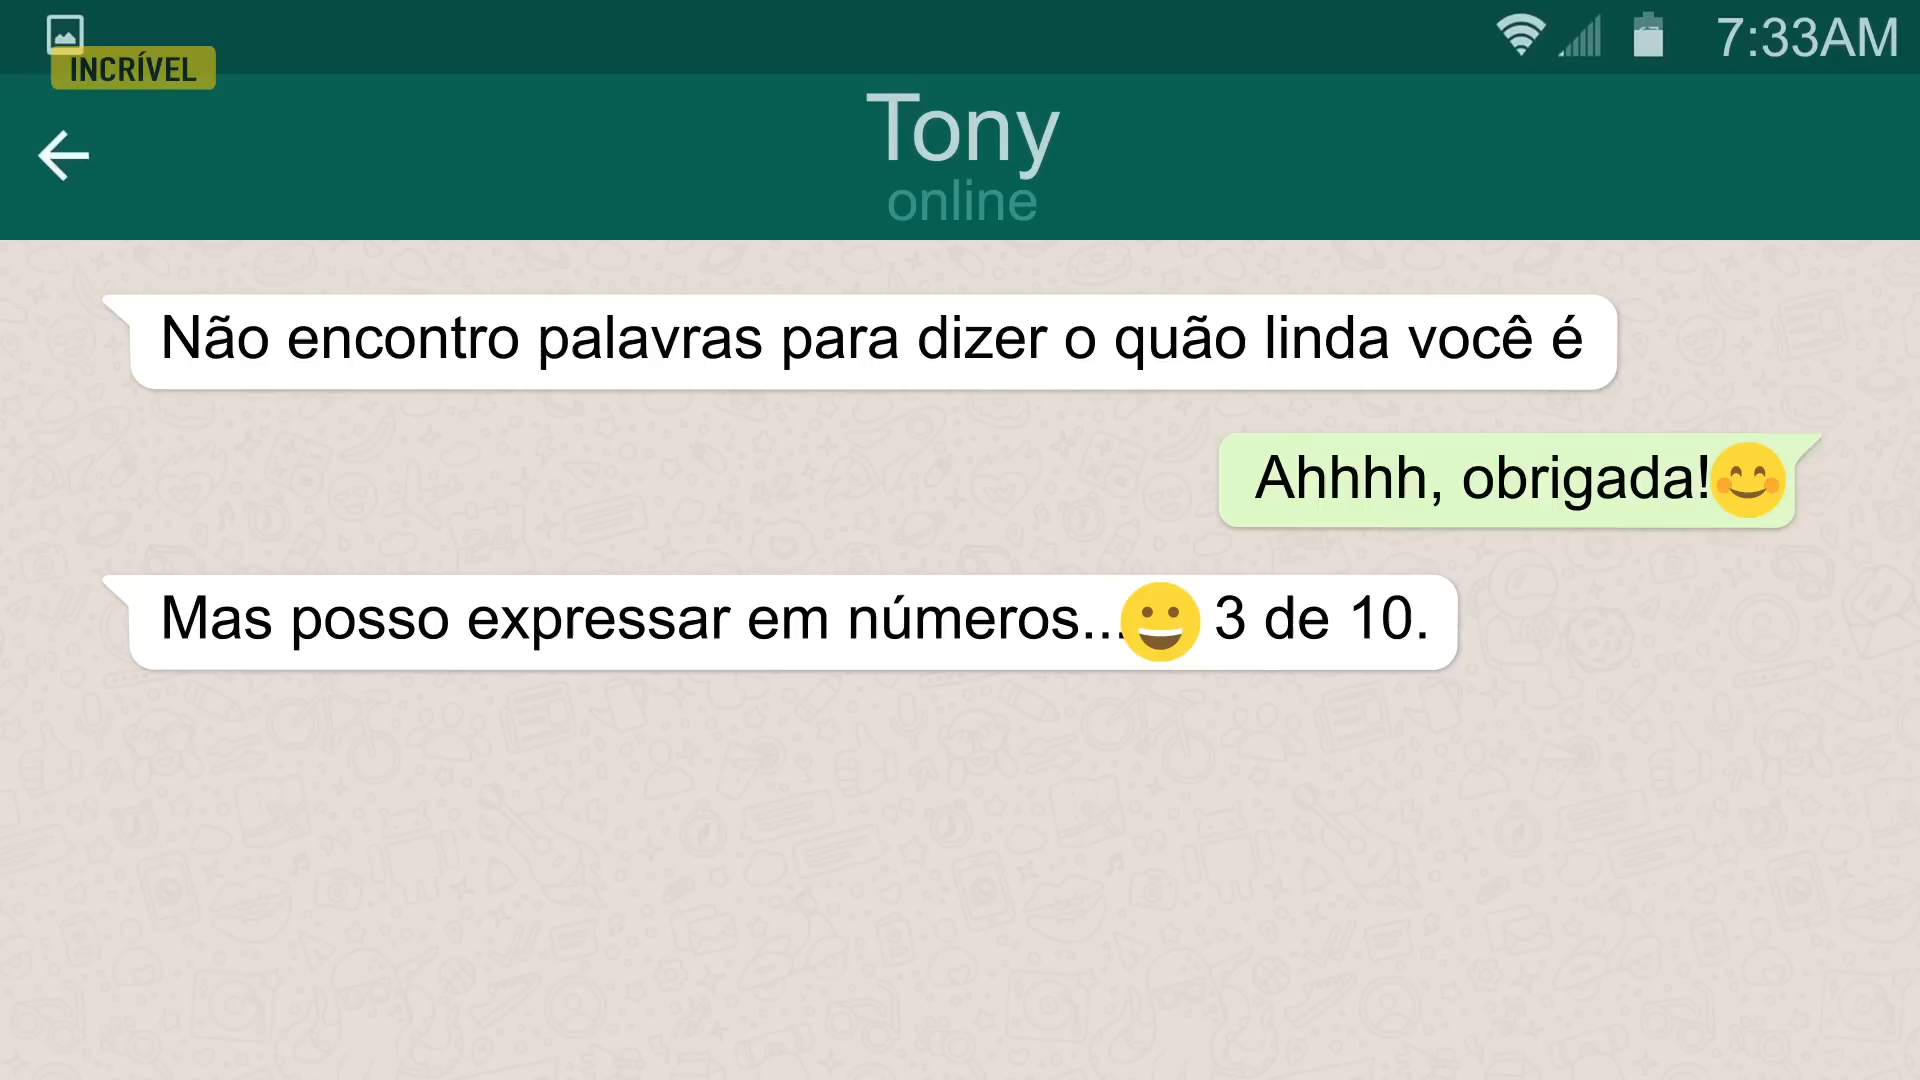 7:33AM
INCRÍVEL
Tony
online
Não encontro palavras para dizer o quão linda você é
Ahhhh, obrigada!😊
Mas posso expressar em números...😀 3 de 10.